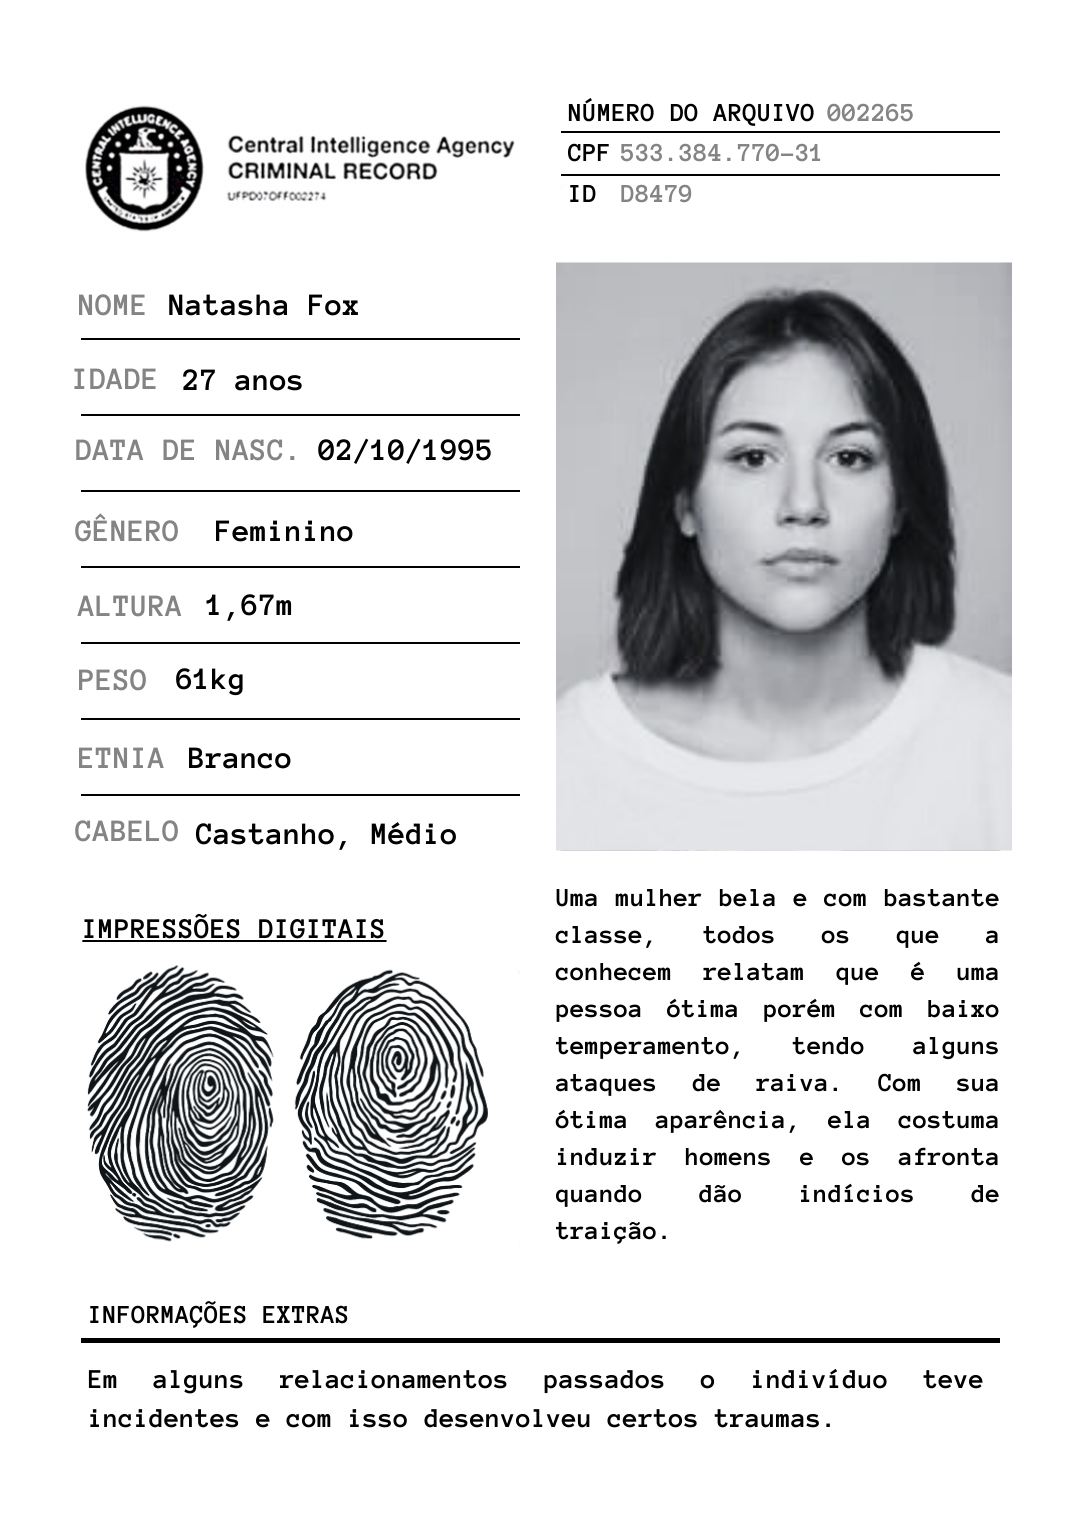 CENTRAL INTELLIGENCE AGENCY
UNITED STATES OF AMERICA
Central Intelligence Agency
CRIMINAL RECORD
UFPD07OFF002274
NÚMERO DO ARQUIVO 002265
CPF 533.384.770-31
ID D8479
NOME Natasha Fox
IDADE 27 anos
DATA DE NASC. 02/10/1995
GÊNERO Feminino
ALTURA 1,67m
PESO 61kg
ETNIA Branco
CABELO Castanho, Médio
IMPRESSÕES DIGITAIS
Uma mulher bela e com bastante
classe, todos os que a
conhecem relatam que é uma
pessoa ótima porém com baixo
temperamento, tendo alguns
ataques de raiva. Com sua
ótima aparência, ela costuma
induzir homens e os afronta
quando dão indícios de
traição.
INFORMAÇÕES EXTRAS
Em alguns relacionamentos passados o indivíduo teve
incidentes e com isso desenvolveu certos traumas.